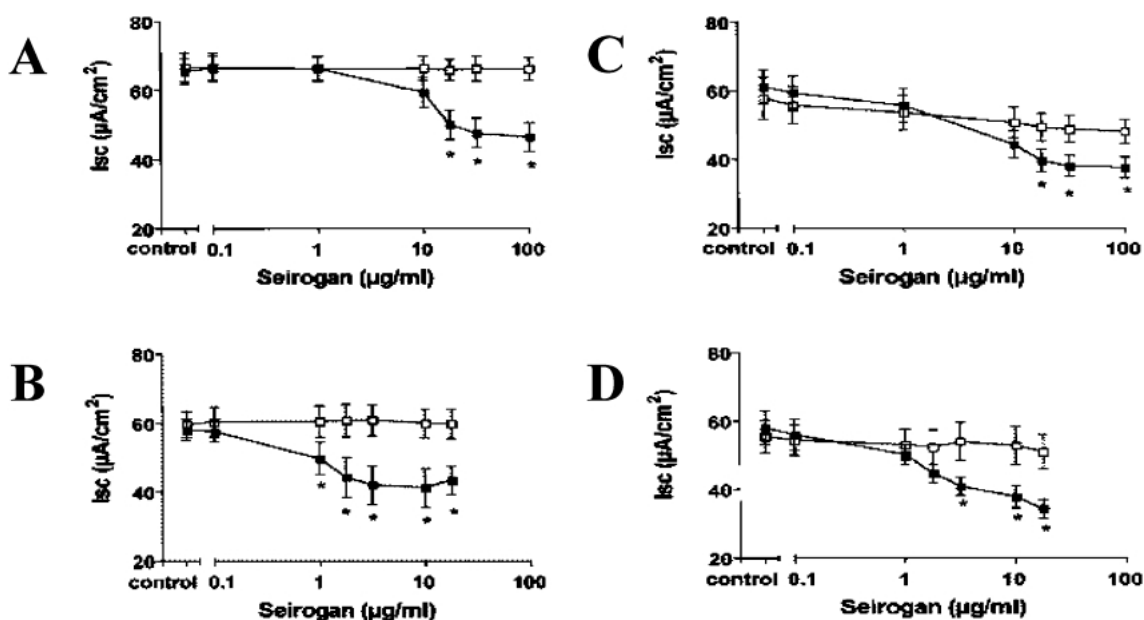 A
80
60
40
20
Isc (µA/cm²)
* * *
control 0.1 1 10 100
Seirogan (µg/ml)
C
80
60
40
20
Isc (µA/cm²)
* * *
control 0.1 1 10 100
Seirogan (µg/ml)
B
80
60
40
20
Isc (µA/cm²)
* * * * *
control 0.1 1 10 100
Seirogan (µg/ml)
D
80
60
40
20
Isc (µA/cm²)
* * *
control 0.1 1 10 100
Seirogan (µg/ml)